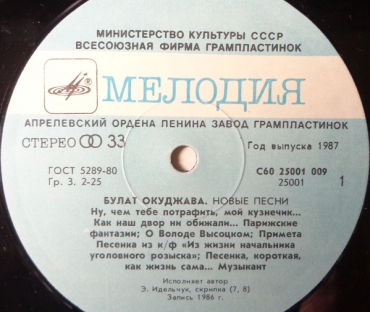 МИНИСТЕРСТВО КУЛЬТУРЫ СССР
ВСЕСОЮЗНАЯ ФИРМА ГРАМПЛАСТИНОК
МЕЛОДИЯ
АПРЕЛЕВСКИЙ ОРДЕНА ЛЕНИНА ЗАВОД ГРАМПЛАСТИНОК
СТЕРЕО 33
Год выпуска 1987
ГОСТ 5289-80
Гр. 3. 2-25
С60 25001 009
25001
1
БУЛАТ ОКУДЖАВА. НОВЫЕ ПЕСНИ
Ну, чем тебе потрафить, мой кузнечик...
Как наш двор ни обижали... Парижские
фантазии; О Володе Высоцком; Примета
Песенка из к/ф «Из жизни начальника
уголовного розыска»; Песенка, короткая,
как жизнь сама... Музыкант
Исполняет автор
Э. Идельчук, скрипка (7, 8)
Запись 1986 г.